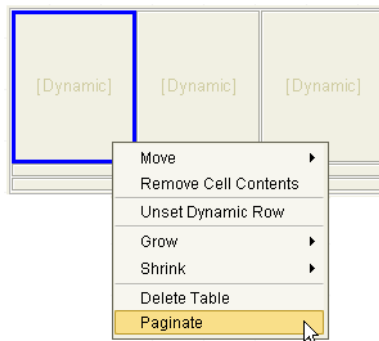 [Dynamic] [Dynamic] [Dynamic]
Move
Remove Cell Contents
Unset Dynamic Row
Grow
Shrink
Delete Table
Paginate